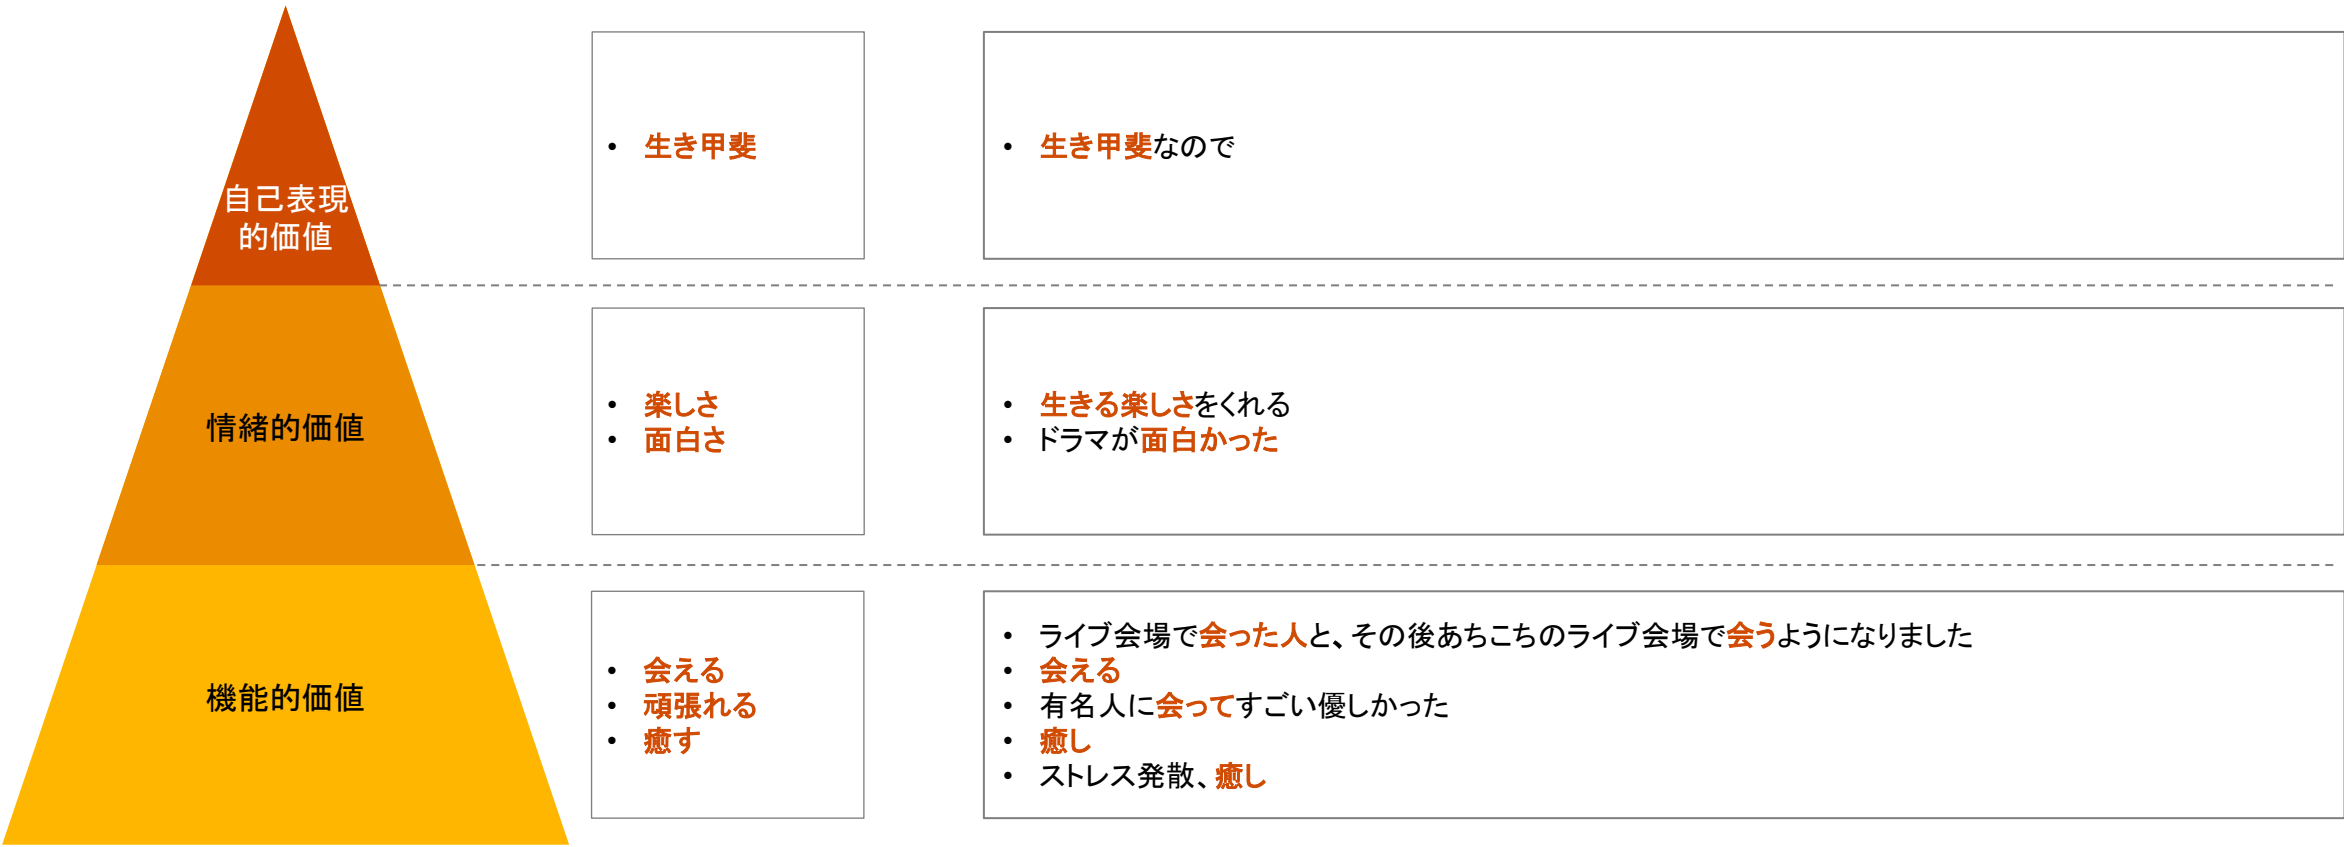 自己表現
的価値
• 生き甲斐
• 生き甲斐なので
情緒的価値
• 楽しさ
• 面白さ
• 生きる楽しさをくれる
• ドラマが面白かった
機能的価値
• 会える
• 頑張れる
• 癒す
• ライブ会場で会った人と、その後あちこちのライブ会場で会うようになりました
• 会える
• 有名人に会ってすごい優しかった
• 癒し
• ストレス発散、癒し